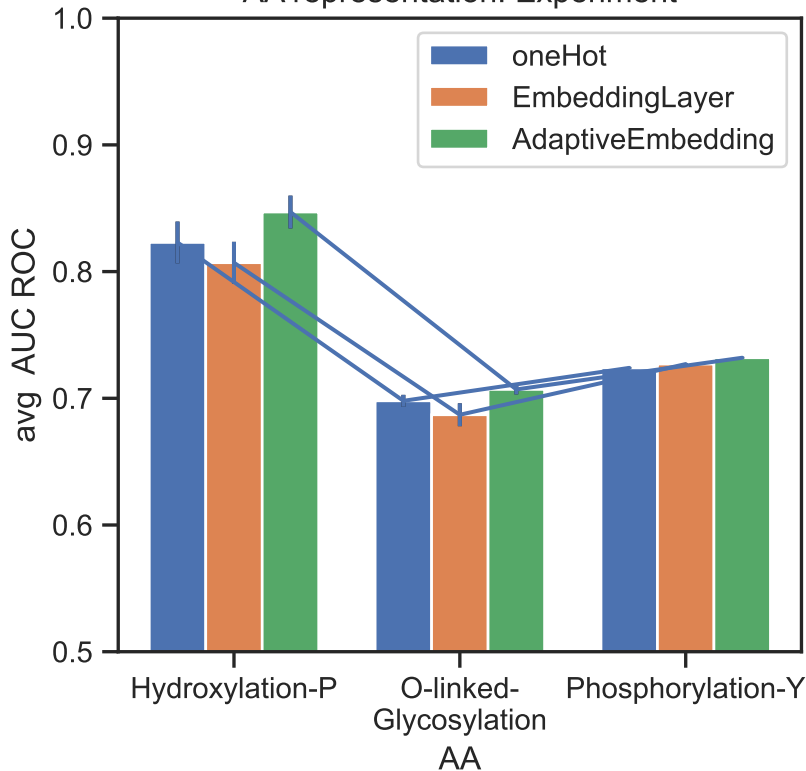 AA representation: Experiment
1.0
0.9
0.8
0.7
0.6
0.5
avg AUC ROC
oneHot
EmbeddingLayer
AdaptiveEmbedding
Hydroxylation-P
O-linked-
Glycosylation
Phosphorylation-Y
AA